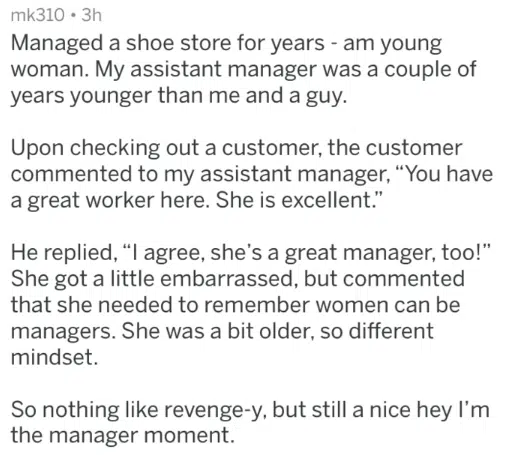 mk310 • 3h
Managed a shoe store for years - am young
woman. My assistant manager was a couple of
years younger than me and a guy.
Upon checking out a customer, the customer
commented to my assistant manager, “You have
a great worker here. She is excellent.”
He replied, “I agree, she’s a great manager, too!”
She got a little embarrassed, but commented
that she needed to remember women can be
managers. She was a bit older, so different
mindset.
So nothing like revenge-y, but still a nice hey I’m
the manager moment.